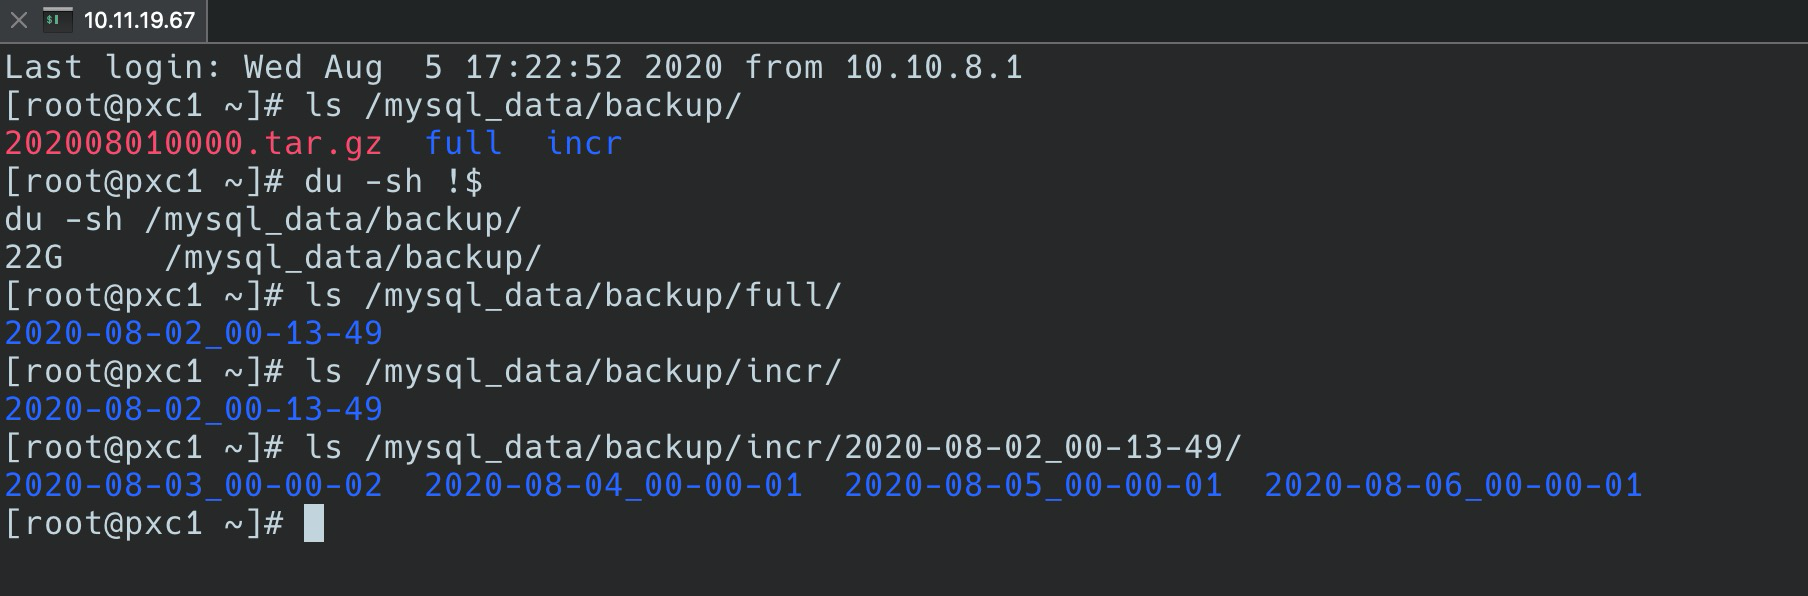 10.11.19.67
Last login: Wed Aug  5 17:22:52 2020 from 10.10.8.1
[root@pxc1 ~]# ls /mysql_data/backup/
202008010000.tar.gz  full  incr
[root@pxc1 ~]# du -sh !$
du -sh /mysql_data/backup/
22G     /mysql_data/backup/
[root@pxc1 ~]# ls /mysql_data/backup/full/
2020-08-02_00-13-49
[root@pxc1 ~]# ls /mysql_data/backup/incr/
2020-08-02_00-13-49
[root@pxc1 ~]# ls /mysql_data/backup/incr/2020-08-02_00-13-49/
2020-08-03_00-00-02  2020-08-04_00-00-01  2020-08-05_00-00-01  2020-08-06_00-00-01
[root@pxc1 ~]#